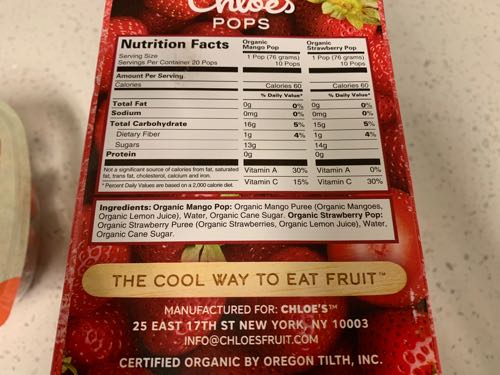 Chloe's
POPS
Nutrition Facts
Organic Mango Pop
Organic Strawberry Pop
Serving Size 1 Pop (76 grams) 1 Pop (76 grams)
Servings Per Container 20 Pops 10 Pops 10 Pops
Amount Per Serving
Calories Calories 60 Calories 60
% Daily Value* % Daily Value*
Total Fat 0g 0% 0g 0%
Sodium 0mg 0% 0mg 0%
Total Carbohydrate 16g 5% 15g 5%
Dietary Fiber 1g 4% 1g 4%
Sugars 13g 14g
Protein 0g 0g
Not a significant source of calories from fat, saturated
fat, trans fat, cholesterol, calcium and iron.
* Percent Daily Values are based on a 2,000 calorie diet.
Vitamin A 30% Vitamin A 0%
Vitamin C 15% Vitamin C 30%
Ingredients: Organic Mango Pop: Organic Mango Puree (Organic Mangoes,
Organic Lemon Juice), Water, Organic Cane Sugar. Organic Strawberry Pop:
Organic Strawberry Puree (Organic Strawberries, Organic Lemon Juice), Water,
Organic Cane Sugar.
THE COOL WAY TO EAT FRUIT™
MANUFACTURED FOR: CHLOE'S™
25 EAST 17TH ST NEW YORK, NY 10003
INFO@CHLOESFRUIT.COM
CERTIFIED ORGANIC BY OREGON TILTH, INC.